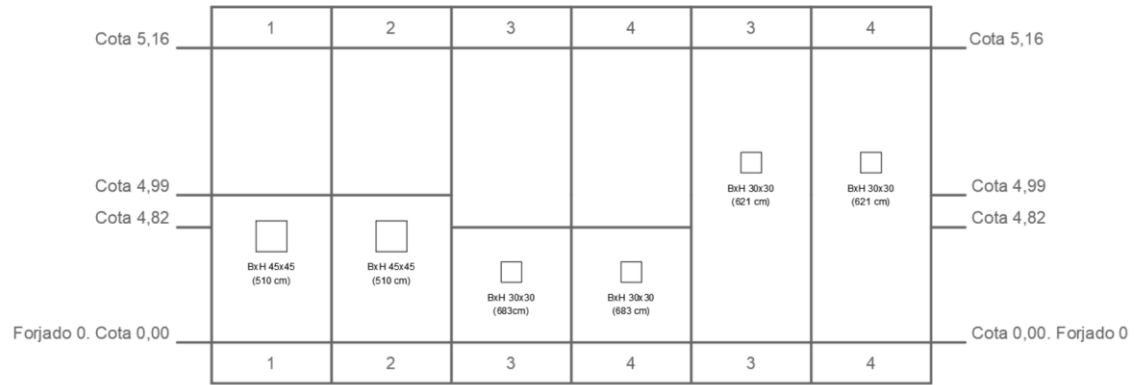 1 2 3 4 3 4
Cota 5,16 Cota 5,16
Cota 4,99 Cota 4,99
Cota 4,82 Cota 4,82
BxH 30x30 BxH 30x30
(621 cm) (621 cm)
BxH 45x45 BxH 45x45
(510 cm) (510 cm)
BxH 30x30 BxH 30x30
(683cm) (683 cm)
Forjado 0. Cota 0,00 Cota 0,00. Forjado 0
1 2 3 4 3 4